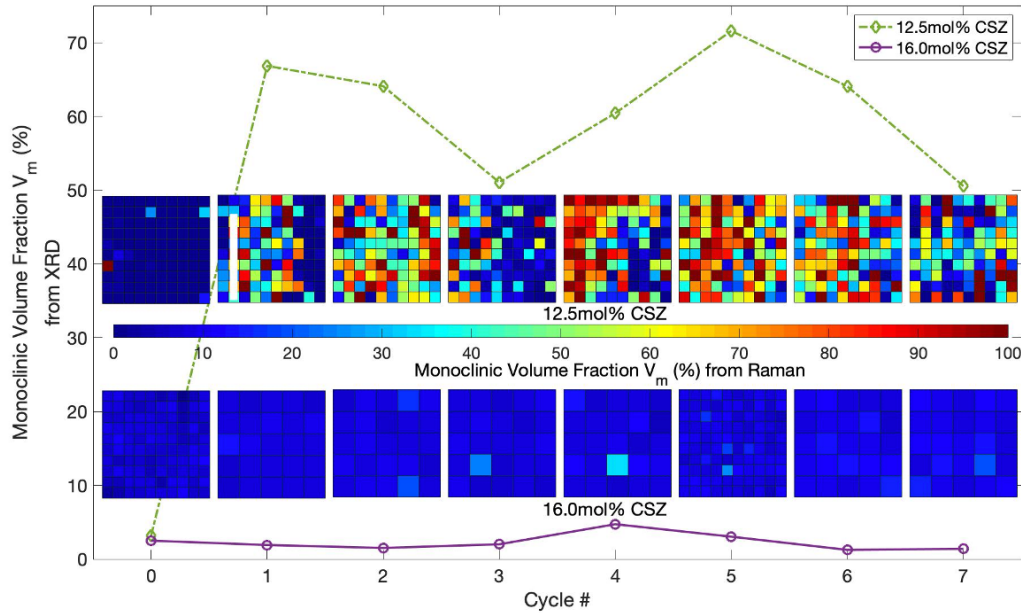 12.5mol% CSZ
16.0mol% CSZ
Monoclinic Volume Fraction V_m (%)
from XRD
70
60
50
40
30
20
10
0
12.5mol% CSZ
0 10 20 30 40 50 60 70 80 90 100
Monoclinic Volume Fraction V_m (%) from Raman
16.0mol% CSZ
0 1 2 3 4 5 6 7
Cycle #